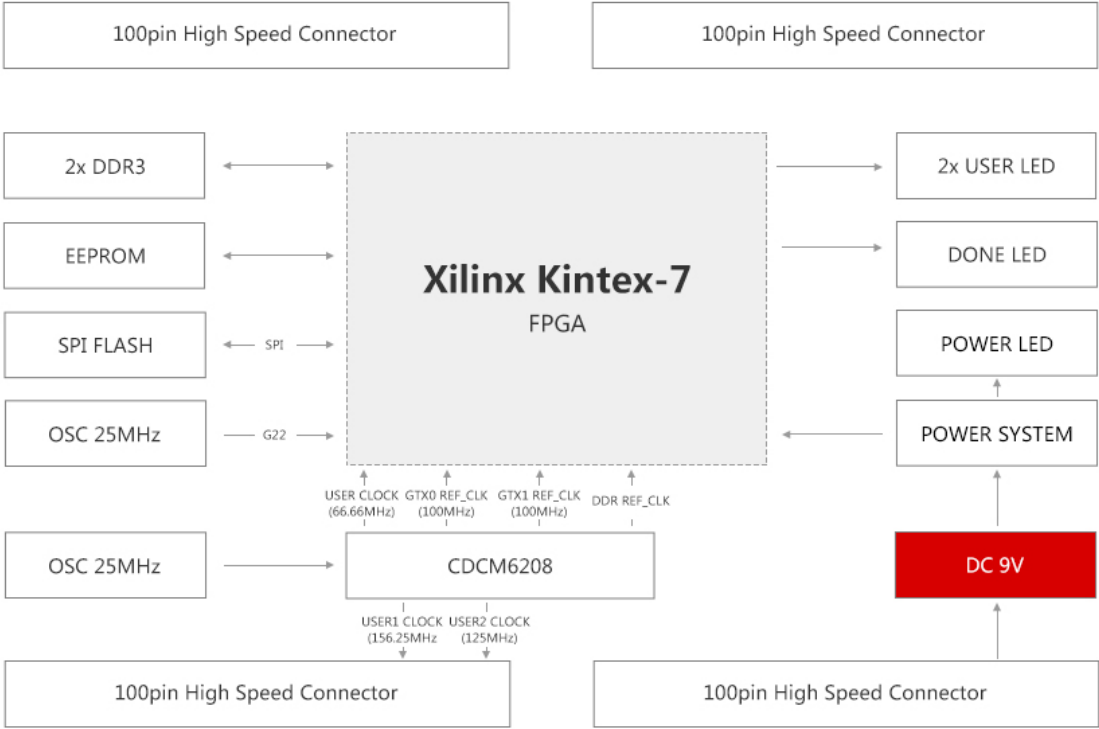 100pin High Speed Connector
100pin High Speed Connector
2x DDR3
2x USER LED
EEPROM
DONE LED
Xilinx Kintex-7
FPGA
SPI FLASH
SPI
POWER LED
OSC 25MHz
G22
POWER SYSTEM
USER CLOCK
(66.66MHz)
GTX0 REF_CLK
(100MHz)
GTX1 REF_CLK
(100MHz)
DDR REF_CLK
OSC 25MHz
CDCM6208
DC 9V
USER1 CLOCK
(156.25MHz
USER2 CLOCK
(125MHz)
100pin High Speed Connector
100pin High Speed Connector